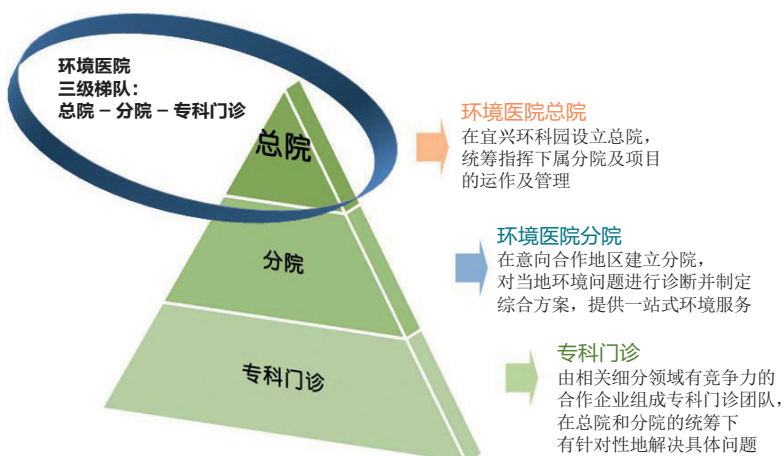 环境医院
三级梯队：
总院 – 分院 – 专科门诊
总院
环境医院总院
在宜兴环科园设立总院，
统筹指挥下属分院及项目
的运作及管理
分院
环境医院分院
在意向合作地区建立分院，
对当地环境问题进行诊断并制定
综合方案，提供一站式环境服务
专科门诊
专科门诊
由相关细分领域有竞争力的
合作企业组成专科门诊团队，
在总院和分院的统筹下
有针对性地解决具体问题